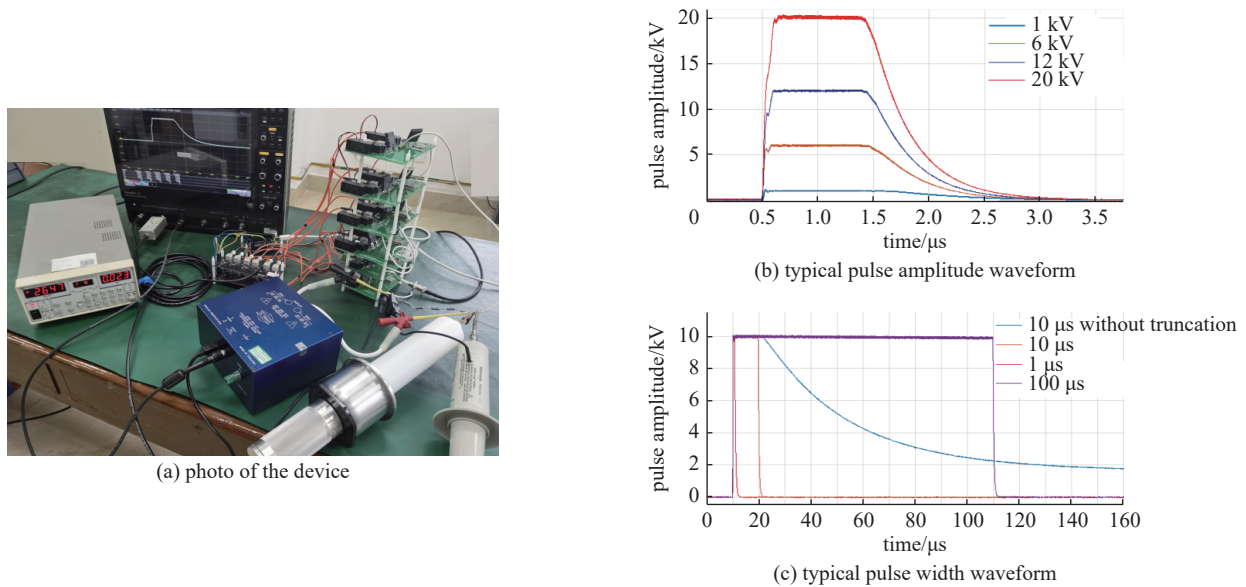 2647
0.023
(a) photo of the device
pulse amplitude/kV
20
15
10
5
0
0.5
1.0
1.5
2.0
2.5
3.0
3.5
time/μs
1 kV
6 kV
12 kV
20 kV
(b) typical pulse amplitude waveform
pulse amplitude/kV
10
8
6
4
2
0
0
20
40
60
80
100
120
140
160
time/μs
10 μs without truncation
10 μs
1 μs
100 μs
(c) typical pulse width waveform